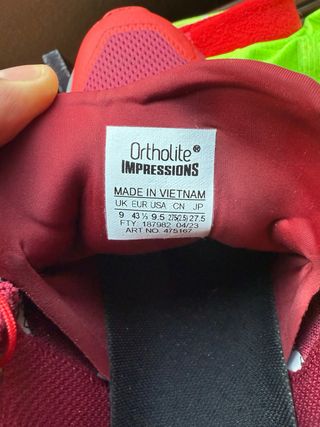 Ortholite®
IMPRESSIONS
MADE IN VIETNAM
UK EUR USA CN JP
9 43 ⅓ 9.5 275(2.5) 27.5
FTY. 187982 04/23
ART NO. 475167